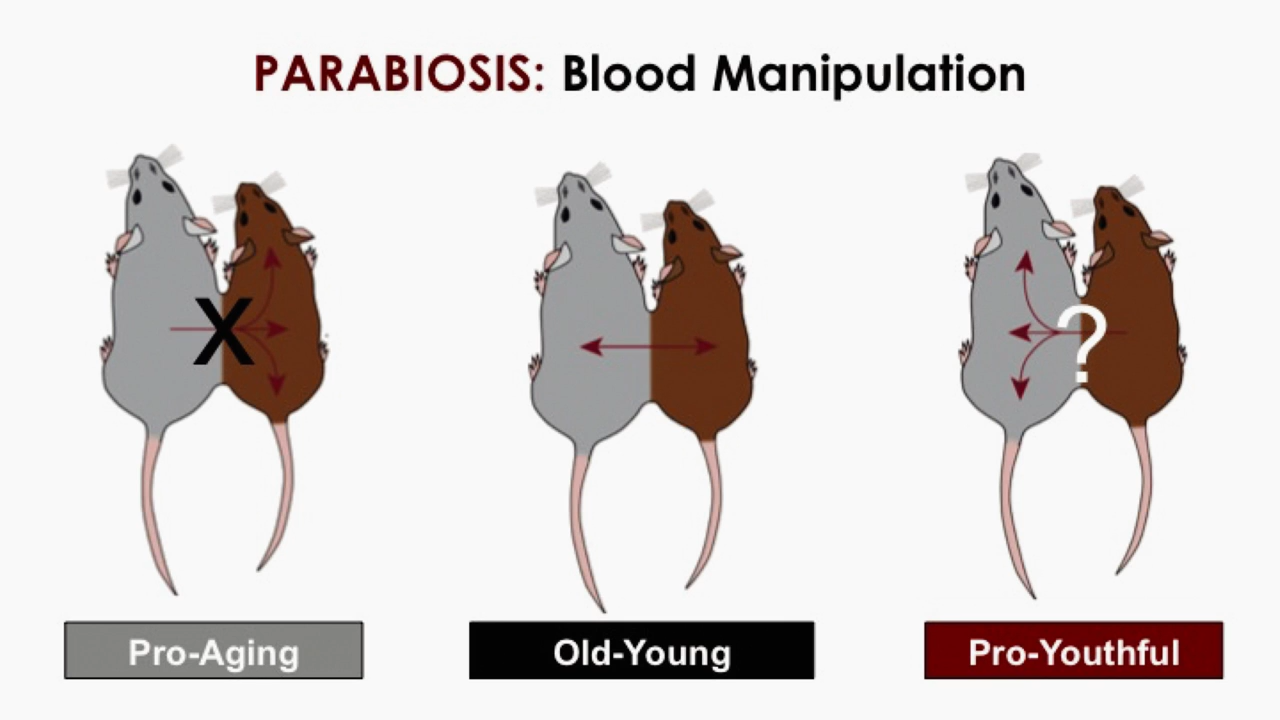 PARABIOSIS: Blood Manipulation
X
?
Pro-Aging
Old-Young
Pro-Youthful